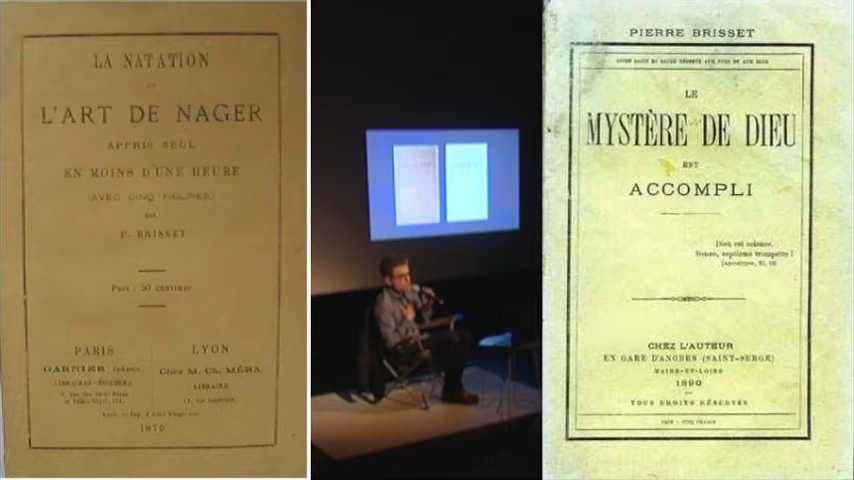 LA NATATION
OU
L'ART DE NAGER
APPRIS SEUL
EN MOINS D'UNE HEURE
(AVEC CINQ FIGURES)
PAR
P. BRISSET
Prix : 50 centimes
PARIS
GARNIER
LIBRAIRES-ÉDITEURS
LYON
Chez M. Ch. MÉRA
LIBRAIRE
1870
PIERRE BRISSET
LE
MYSTÈRE DE DIEU
EST
ACCOMPLI
Dieu est science.
Sonne, septième trompette !
CHEZ L'AUTEUR
EN GARE D'ANGERS (SAINT-SERGE)
MAINE-ET-LOIRE
1890
TOUS DROITS RÉSERVÉS